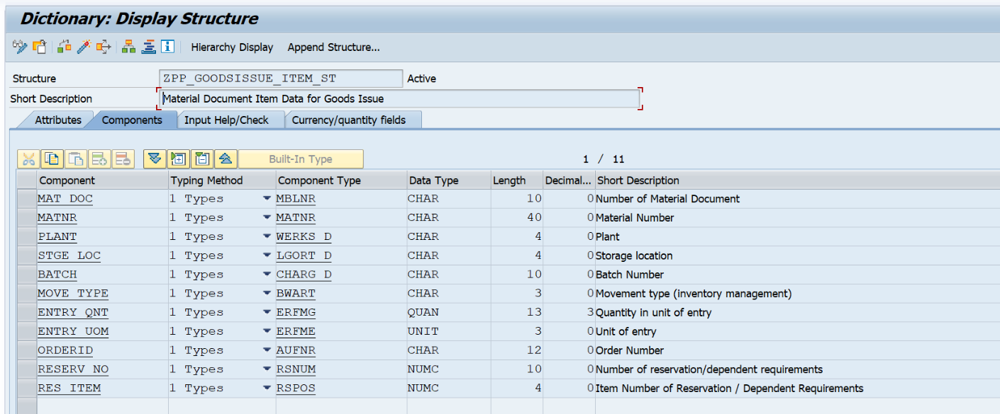 Dictionary: Display Structure
Hierarchy Display Append Structure...
Structure ZPP_GOODSISSUE_ITEM_ST Active
Short Description Material Document Item Data for Goods Issue
Attributes Components Input Help/Check Currency/quantity fields
Built-In Type 1 / 11
Component Typing Method Component Type Data Type Length Decimal... Short Description
MAT_DOC 1 Types MBLNR CHAR 10 0 Number of Material Document
MATNR 1 Types MATNR CHAR 40 0 Material Number
PLANT 1 Types WERKS_D CHAR 4 0 Plant
STGE_LOC 1 Types LGORT_D CHAR 4 0 Storage location
BATCH 1 Types CHARG_D CHAR 10 0 Batch Number
MOVE_TYPE 1 Types BWART CHAR 3 0 Movement type (inventory management)
ENTRY_QNT 1 Types ERFMG QUAN 13 3 Quantity in unit of entry
ENTRY_UOM 1 Types ERFME UNIT 3 0 Unit of entry
ORDERID 1 Types AUFNR CHAR 12 0 Order Number
RESERV_NO 1 Types RSNUM NUMC 10 0 Number of reservation/dependent requirements
RES_ITEM 1 Types RSPOS NUMC 4 0 Item Number of Reservation / Dependent Requirements